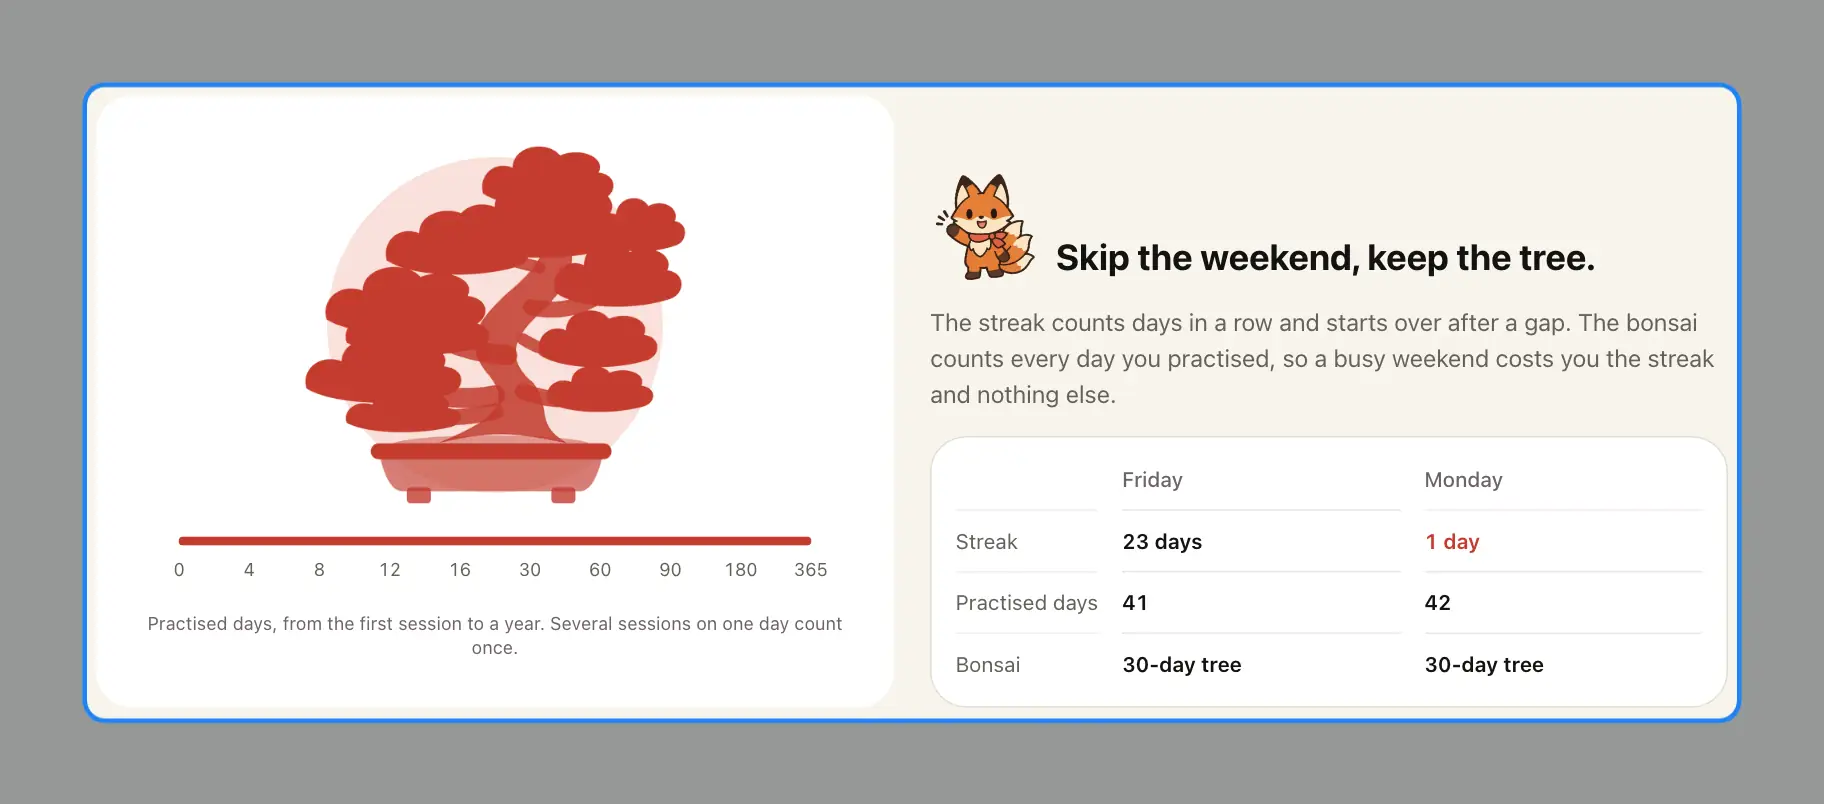 0 4 8 12 16 30 60 90 180 365
Practised days, from the first session to a year. Several sessions on one day count
once.
Skip the weekend, keep the tree.
The streak counts days in a row and starts over after a gap. The bonsai
counts every day you practised, so a busy weekend costs you the streak
and nothing else.
Friday Monday
Streak 23 days 1 day
Practised days 41 42
Bonsai 30-day tree 30-day tree